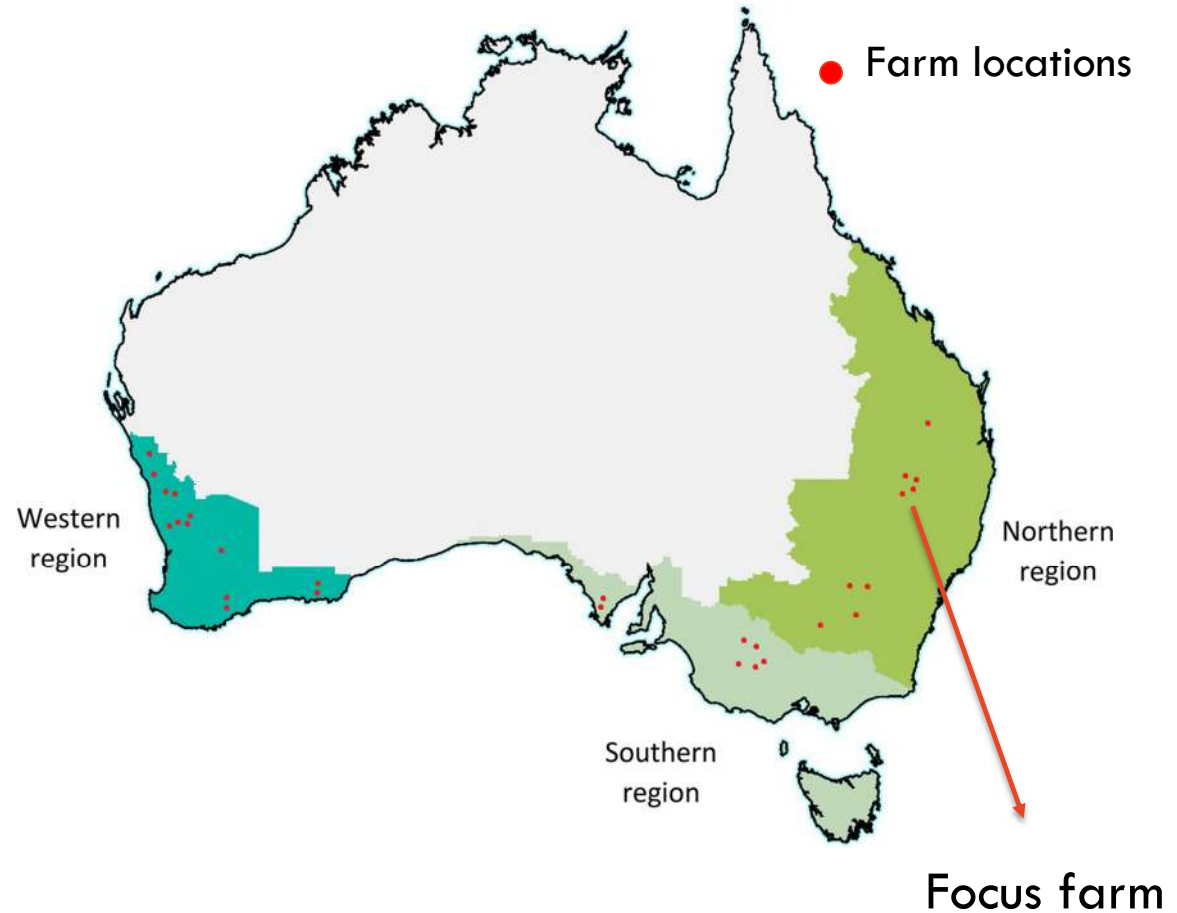 Farm locations
Western
region
Northern
region
Southern
region
Focus farm